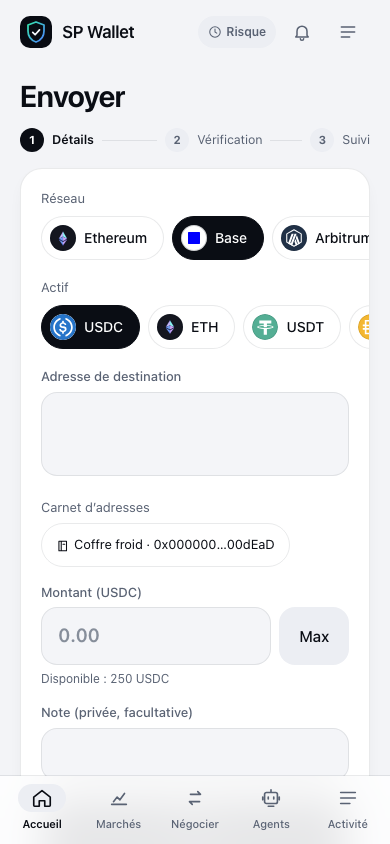 SP Wallet
Risque
Envoyer
1 Détails
2 Vérification
3 Suivi
Réseau
Ethereum
Base
Arbitrum
Actif
USDC
ETH
USDT
Adresse de destination
Carnet d'adresses
Coffre froid · 0x000000…00dEaD
Montant (USDC)
0.00
Max
Disponible : 250 USDC
Note (privée, facultative)
Accueil
Marchés
Négocier
Agents
Activité